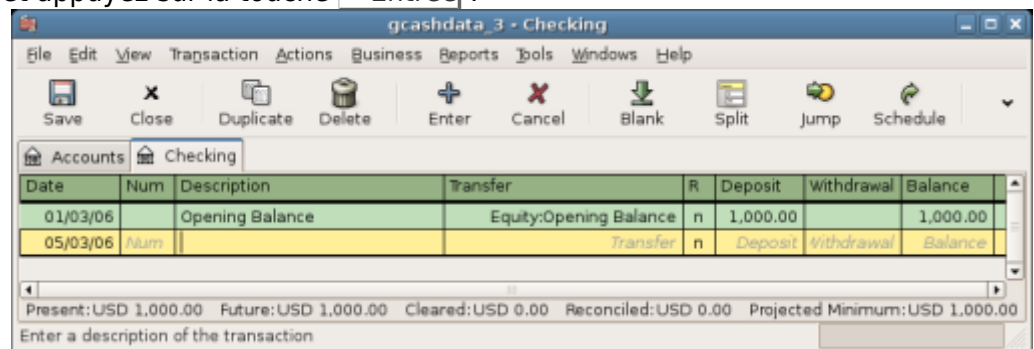 et appuyez sur la touche Entrée .
gcashdata_3 - Checking
File Edit View Transaction Actions Business Reports Tools Windows Help
Save Close Duplicate Delete Enter Cancel Blank Split Jump Schedule
Accounts Checking
Date Num Description Transfer R Deposit Withdrawal Balance
01/03/06 Opening Balance Equity:Opening Balance n 1,000.00 1,000.00
05/03/06 Num Transfer n Deposit Withdrawal Balance
Present:USD 1,000.00 Future:USD 1,000.00 Cleared:USD 0.00 Reconciled:USD 0.00 Projected Minimum:USD 1,000.00
Enter a description of the transaction